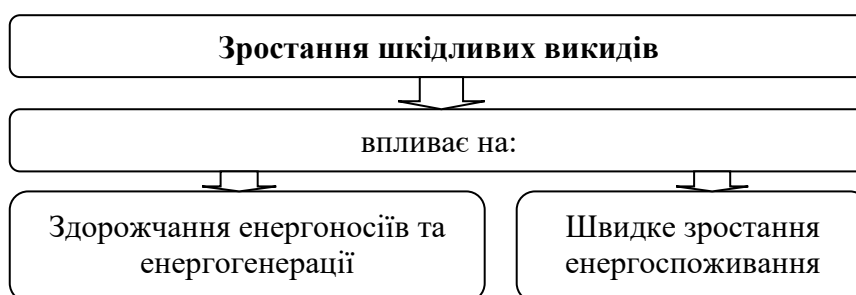 Зростання шкідливих викидів
впливає на:
Здорожчання енергоносіїв та
енергогенерації
Швидке зростання
енергоспоживання